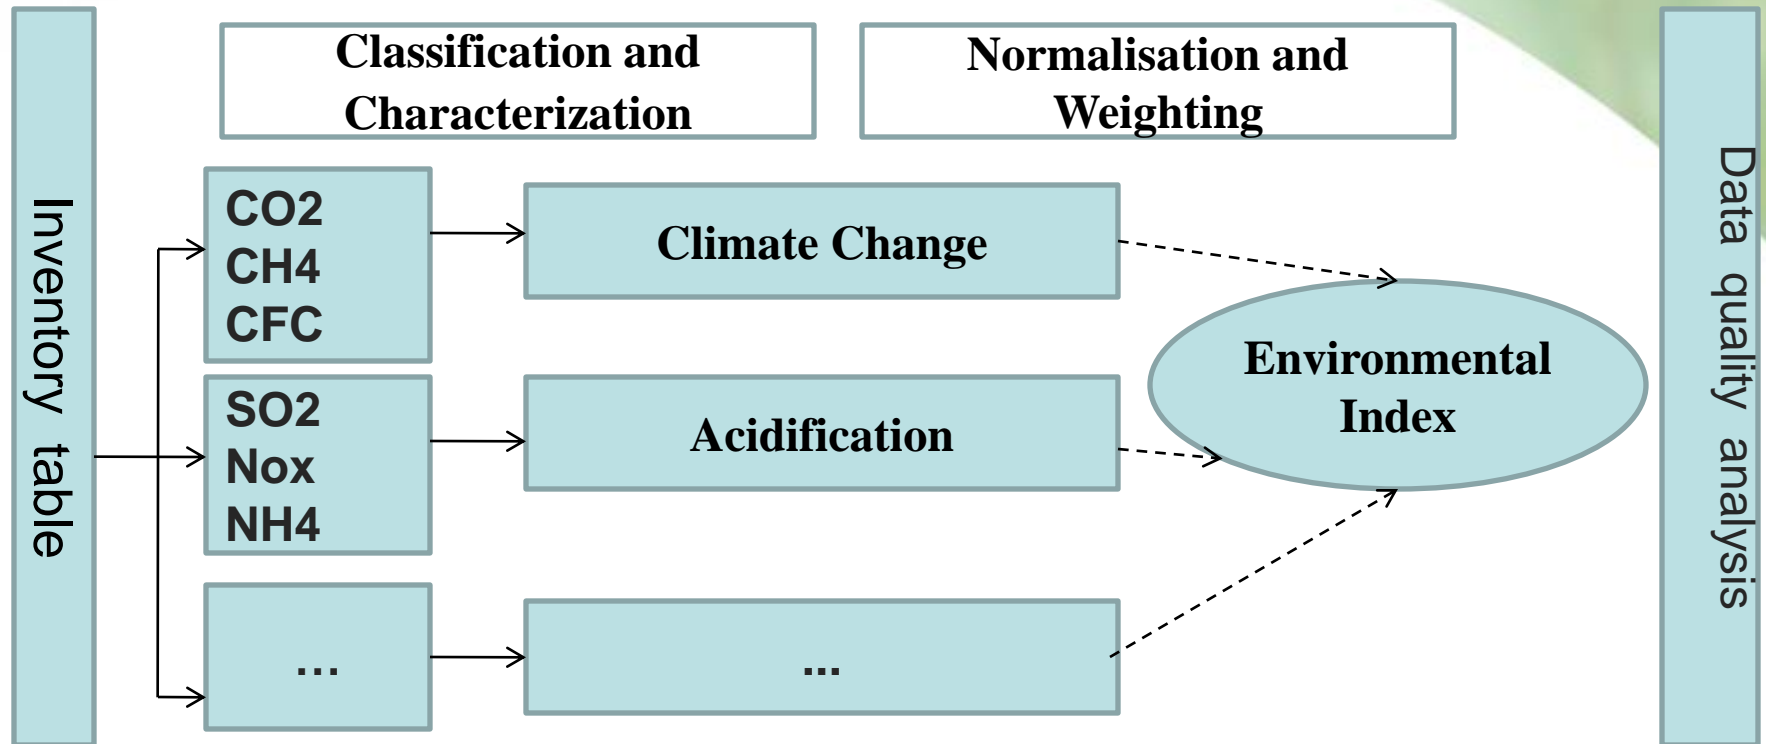 Inventory table
Classification and
Characterization
Normalisation and
Weighting
CO2
CH4
CFC
Climate Change
SO2
Nox
NH4
Acidification
Environmental
Index
…
...
Data quality analysis